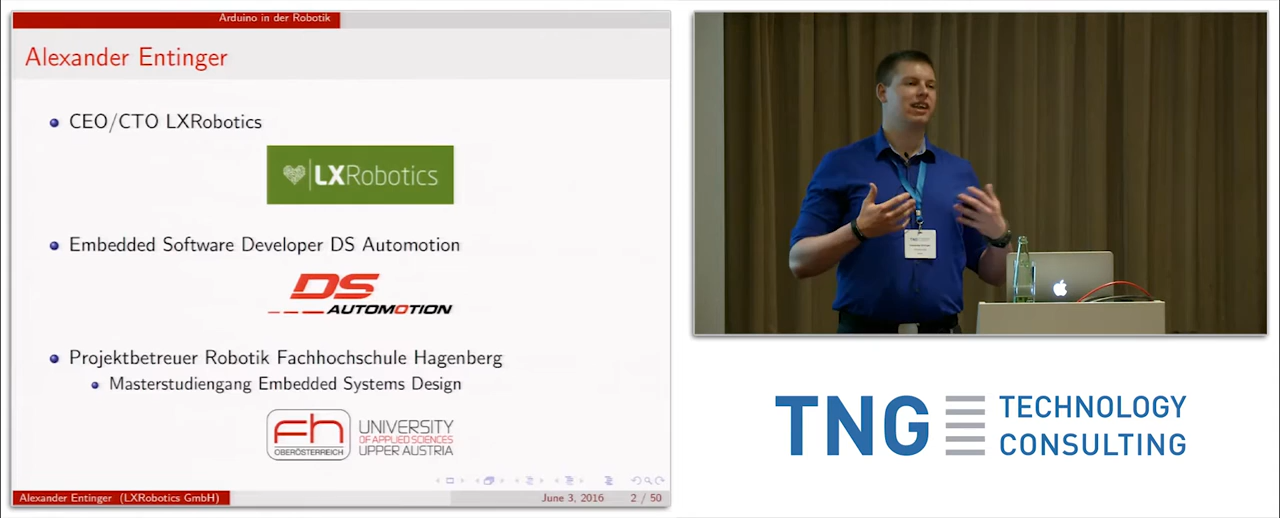 Arduino in der Robotik
Alexander Entinger
CEO/CTO LXRobotics
LXRobotics
Embedded Software Developer DS Automotion
DS
AUTOMOTION
Projektbetreuer Robotik Fachhochschule Hagenberg
Masterstudiengang Embedded Systems Design
fh
OBERÖSTERREICH
UNIVERSITY
OF APPLIED SCIENCES
UPPER AUSTRIA
Alexander Entinger (LXRobotics GmbH)
June 3, 2016
2 / 50
TNG
TECHNOLOGY
CONSULTING